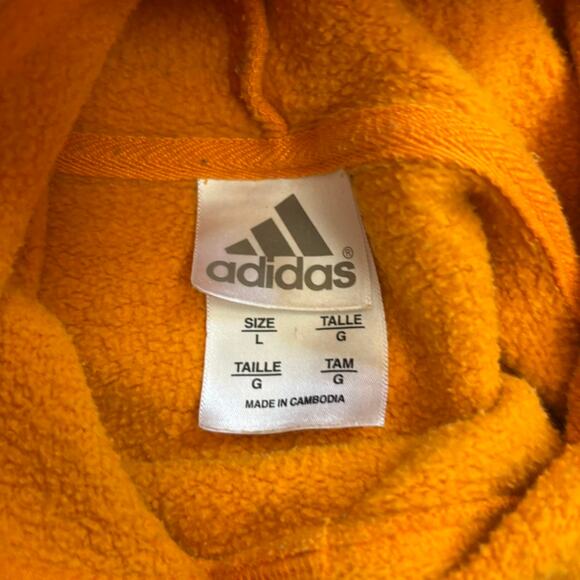 adidas®
SIZE TALLE
L G
TAILLE TAM
G G
MADE IN CAMBODIA